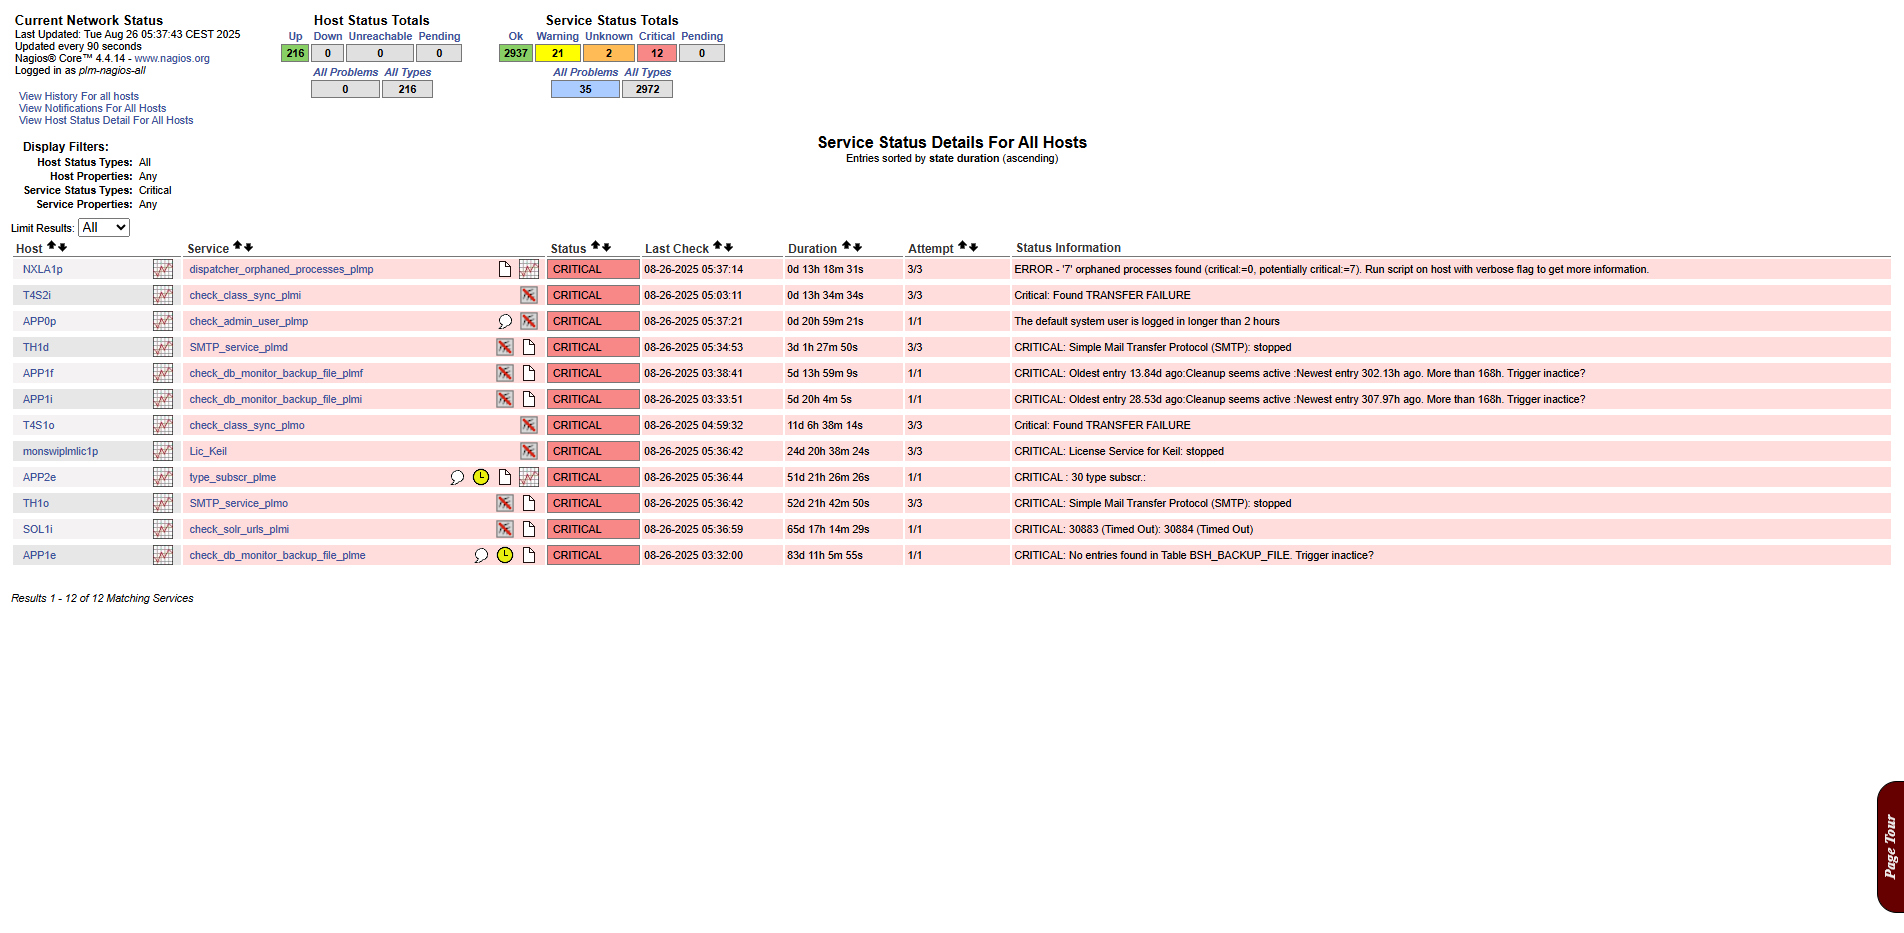 Current Network Status
Last Updated: Tue Aug 26 05:37:43 CEST 2025
Updated every 90 seconds
Nagios® Core™ 4.4.14 - www.nagios.org
Logged in as plm-nagios-all
View History For all hosts
View Notifications For All Hosts
View Host Status Detail For All Hosts
Host Status Totals
Up Down Unreachable Pending
216 0 0 0
All Problems All Types
0 216
Service Status Totals
Ok Warning Unknown Critical Pending
2937 21 2 12 0
All Problems All Types
35 2972
Display Filters:
Host Status Types: All
Host Properties: Any
Service Status Types: Critical
Service Properties: Any
Service Status Details For All Hosts
Entries sorted by state duration (ascending)
Limit Results: All
Host Service Status Last Check Duration Attempt Status Information
NXLA1p dispatcher_orphaned_processes_plmp CRITICAL 08-26-2025 05:37:14 0d 13h 18m 31s 3/3 ERROR - '7' orphaned processes found (critical:=0, potentially critical:=7). Run script on host with verbose flag to get more information.
T4S2i check_class_sync_plmi CRITICAL 08-26-2025 05:03:11 0d 13h 34m 34s 3/3 Critical: Found TRANSFER FAILURE
APP0p check_admin_user_plmp CRITICAL 08-26-2025 05:37:21 0d 20h 59m 21s 1/1 The default system user is logged in longer than 2 hours
TH1d SMTP_service_plmd CRITICAL 08-26-2025 05:34:53 3d 1h 27m 50s 3/3 CRITICAL: Simple Mail Transfer Protocol (SMTP): stopped
APP1f check_db_monitor_backup_file_plmf CRITICAL 08-26-2025 03:38:41 5d 13h 59m 9s 1/1 CRITICAL: Oldest entry 13.84d ago:Cleanup seems active :Newest entry 302.13h ago. More than 168h. Trigger inactice?
APP1i check_db_monitor_backup_file_plmi CRITICAL 08-26-2025 03:33:51 5d 20h 4m 5s 1/1 CRITICAL: Oldest entry 28.53d ago:Cleanup seems active :Newest entry 307.97h ago. More than 168h. Trigger inactice?
T4S1o check_class_sync_plmo CRITICAL 08-26-2025 04:59:32 11d 6h 38m 14s 3/3 Critical: Found TRANSFER FAILURE
monswiplmlic1p Lic_Keil CRITICAL 08-26-2025 05:36:42 24d 20h 38m 24s 3/3 CRITICAL: License Service for Keil: stopped
APP2e type_subscr_plme CRITICAL 08-26-2025 05:36:44 51d 21h 26m 26s 1/1 CRITICAL : 30 type subscr.:
TH1o SMTP_service_plmo CRITICAL 08-26-2025 05:36:42 52d 21h 42m 50s 3/3 CRITICAL: Simple Mail Transfer Protocol (SMTP): stopped
SOL1i check_solr_urls_plmi CRITICAL 08-26-2025 05:36:59 65d 17h 14m 29s 1/1 CRITICAL: 30883 (Timed Out): 30884 (Timed Out)
APP1e check_db_monitor_backup_file_plme CRITICAL 08-26-2025 03:32:00 83d 11h 5m 55s 1/1 CRITICAL: No entries found in Table BSH_BACKUP_FILE. Trigger inactice?
Results 1 - 12 of 12 Matching Services
Page Tour